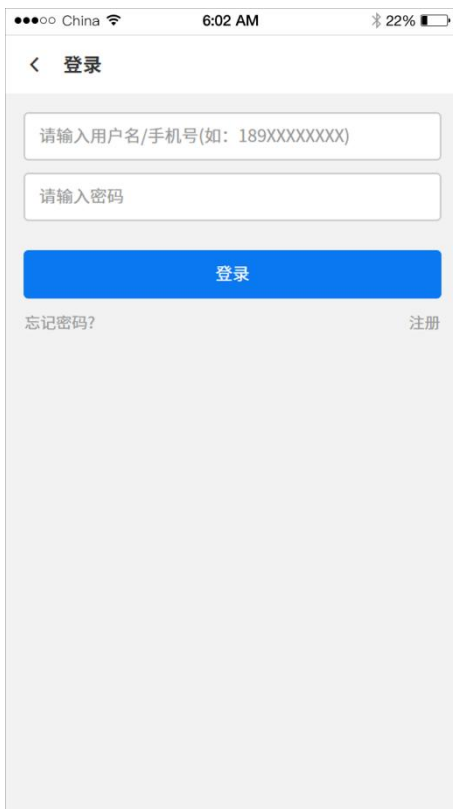 China 6:02 AM 22%
登录
请输入用户名/手机号(如：189XXXXXXXX)
请输入密码
登录
忘记密码? 注册